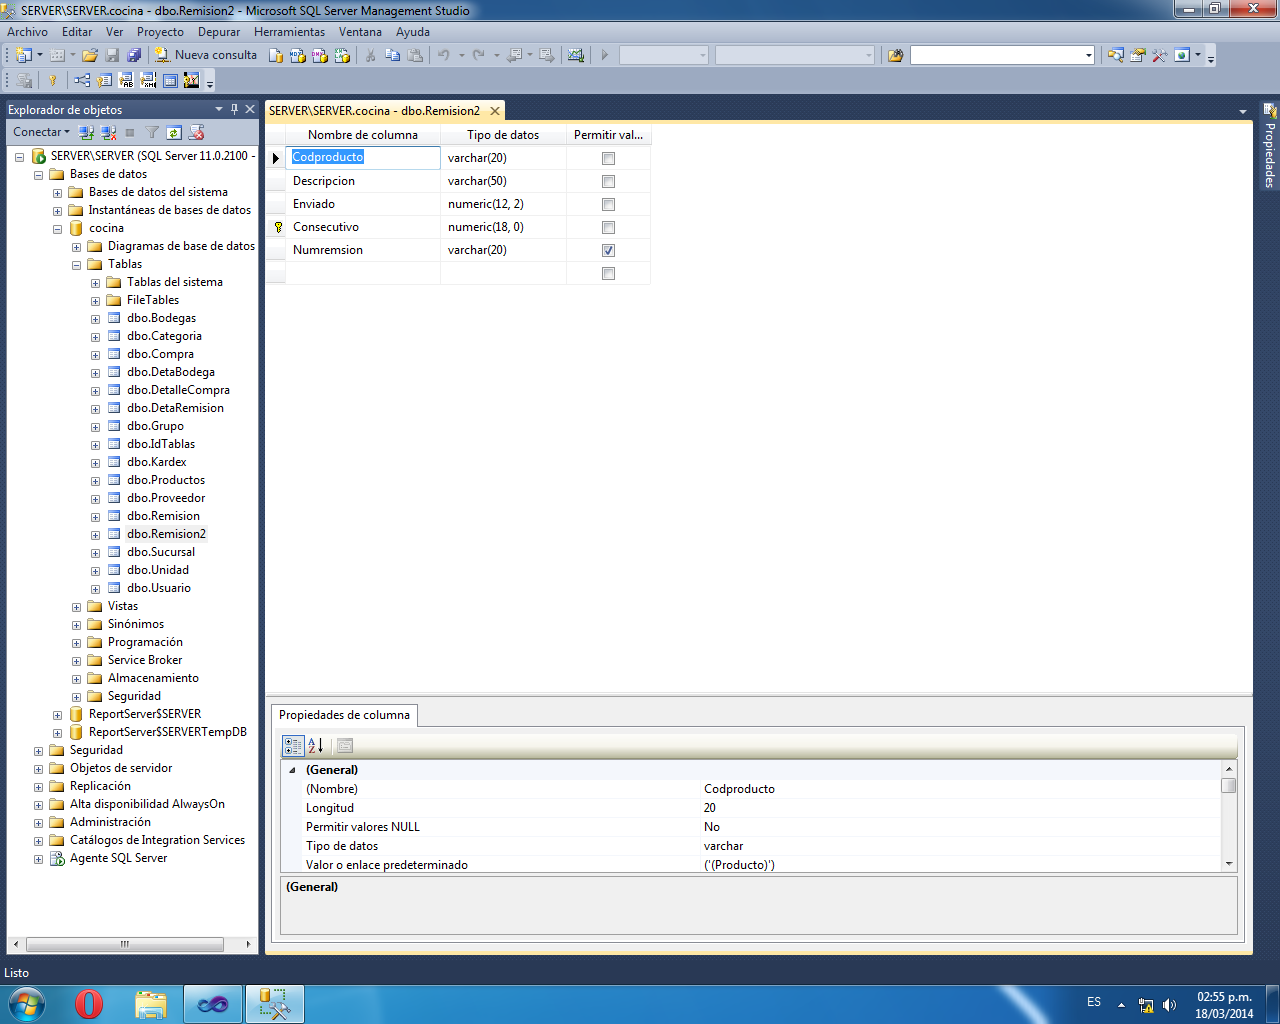 SERVER\SERVER.cocina - dbo.Remision2 - Microsoft SQL Server Management Studio
Archivo Editar Ver Proyecto Depurar Herramientas Ventana Ayuda
Nueva consulta
Explorador de objetos
Conectar
SERVER\SERVER (SQL Server 11.0.2100 -
Bases de datos
Bases de datos del sistema
Instantáneas de bases de datos
cocina
Diagramas de base de datos
Tablas
Tablas del sistema
FileTables
dbo.Bodegas
dbo.Categoria
dbo.Compra
dbo.DetaBodega
dbo.DetalleCompra
dbo.DetaRemision
dbo.Grupo
dbo.IdTablas
dbo.Kardex
dbo.Productos
dbo.Proveedor
dbo.Remision
dbo.Remision2
dbo.Sucursal
dbo.Unidad
dbo.Usuario
Vistas
Sinónimos
Programación
Service Broker
Almacenamiento
Seguridad
ReportServer$SERVER
ReportServer$SERVERTempDB
Seguridad
Objetos de servidor
Replicación
Alta disponibilidad AlwaysOn
Administración
Catálogos de Integration Services
Agente SQL Server
SERVER\SERVER.cocina - dbo.Remision2
Nombre de columna Tipo de datos Permitir val...
Codproducto varchar(20)
Descripcion varchar(50)
Enviado numeric(12, 2)
Consecutivo numeric(18, 0)
Numremsion varchar(20)
Propiedades de columna
(General)
(Nombre) Codproducto
Longitud 20
Permitir valores NULL No
Tipo de datos varchar
Valor o enlace predeterminado ('(Producto)')
(General)
Propiedades
Listo
ES
02:55 p.m.
18/03/2014